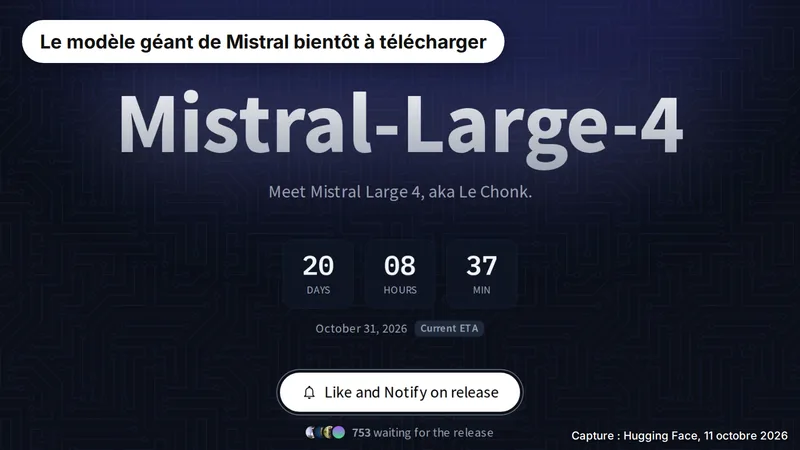 Le modèle géant de Mistral bientôt à télécharger
Mistral-Large-4
Meet Mistral Large 4, aka Le Chonk.
20 08 37
DAYS HOURS MIN
October 31, 2026 Current ETA
Like and Notify on release
753 waiting for the release
Capture : Hugging Face, 11 octobre 2026